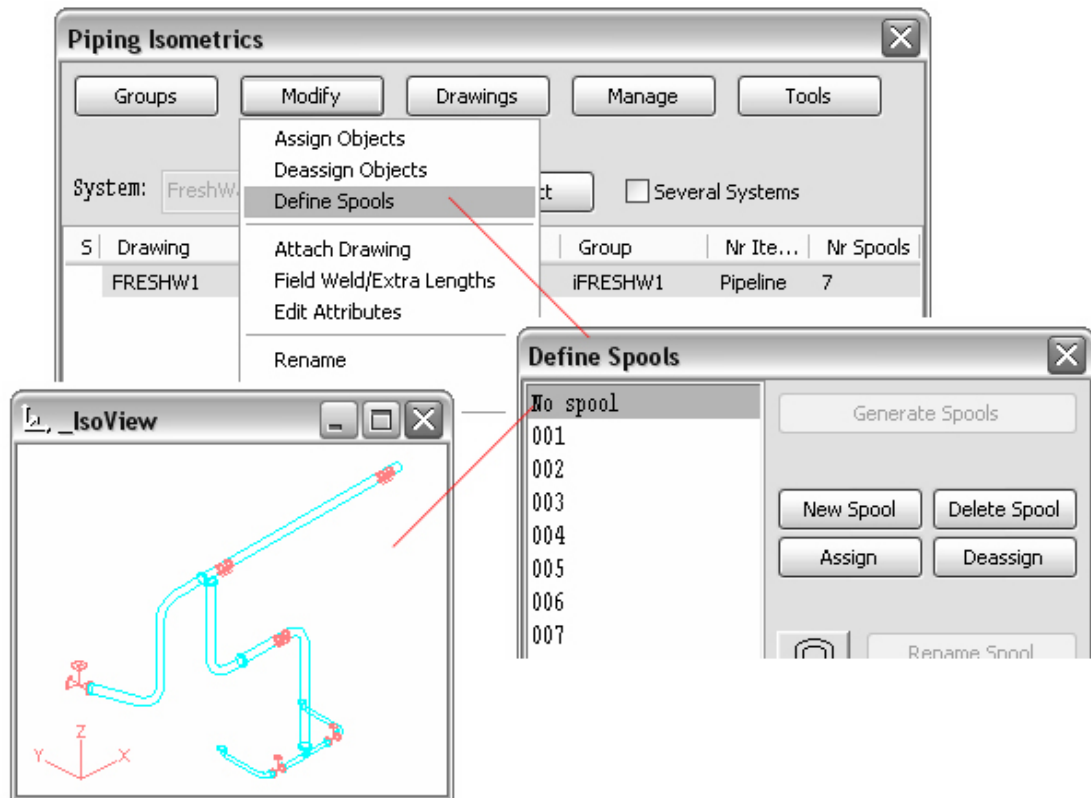 Piping Isometrics
Groups Modify Drawings Manage Tools
Assign Objects
Deassign Objects
System: FreshW ct Several Systems
Define Spools
S Drawing Group Nr Ite... Nr Spools
Attach Drawing
FRESHW1 iFRESHW1 Pipeline 7
Field Weld/Extra Lengths
Edit Attributes
Rename
Define Spools
No spool
001
002
003
004
005
006
007
Generate Spools
New Spool Delete Spool
Assign Deassign
Rename Spool
_IsoView
Z
Y X